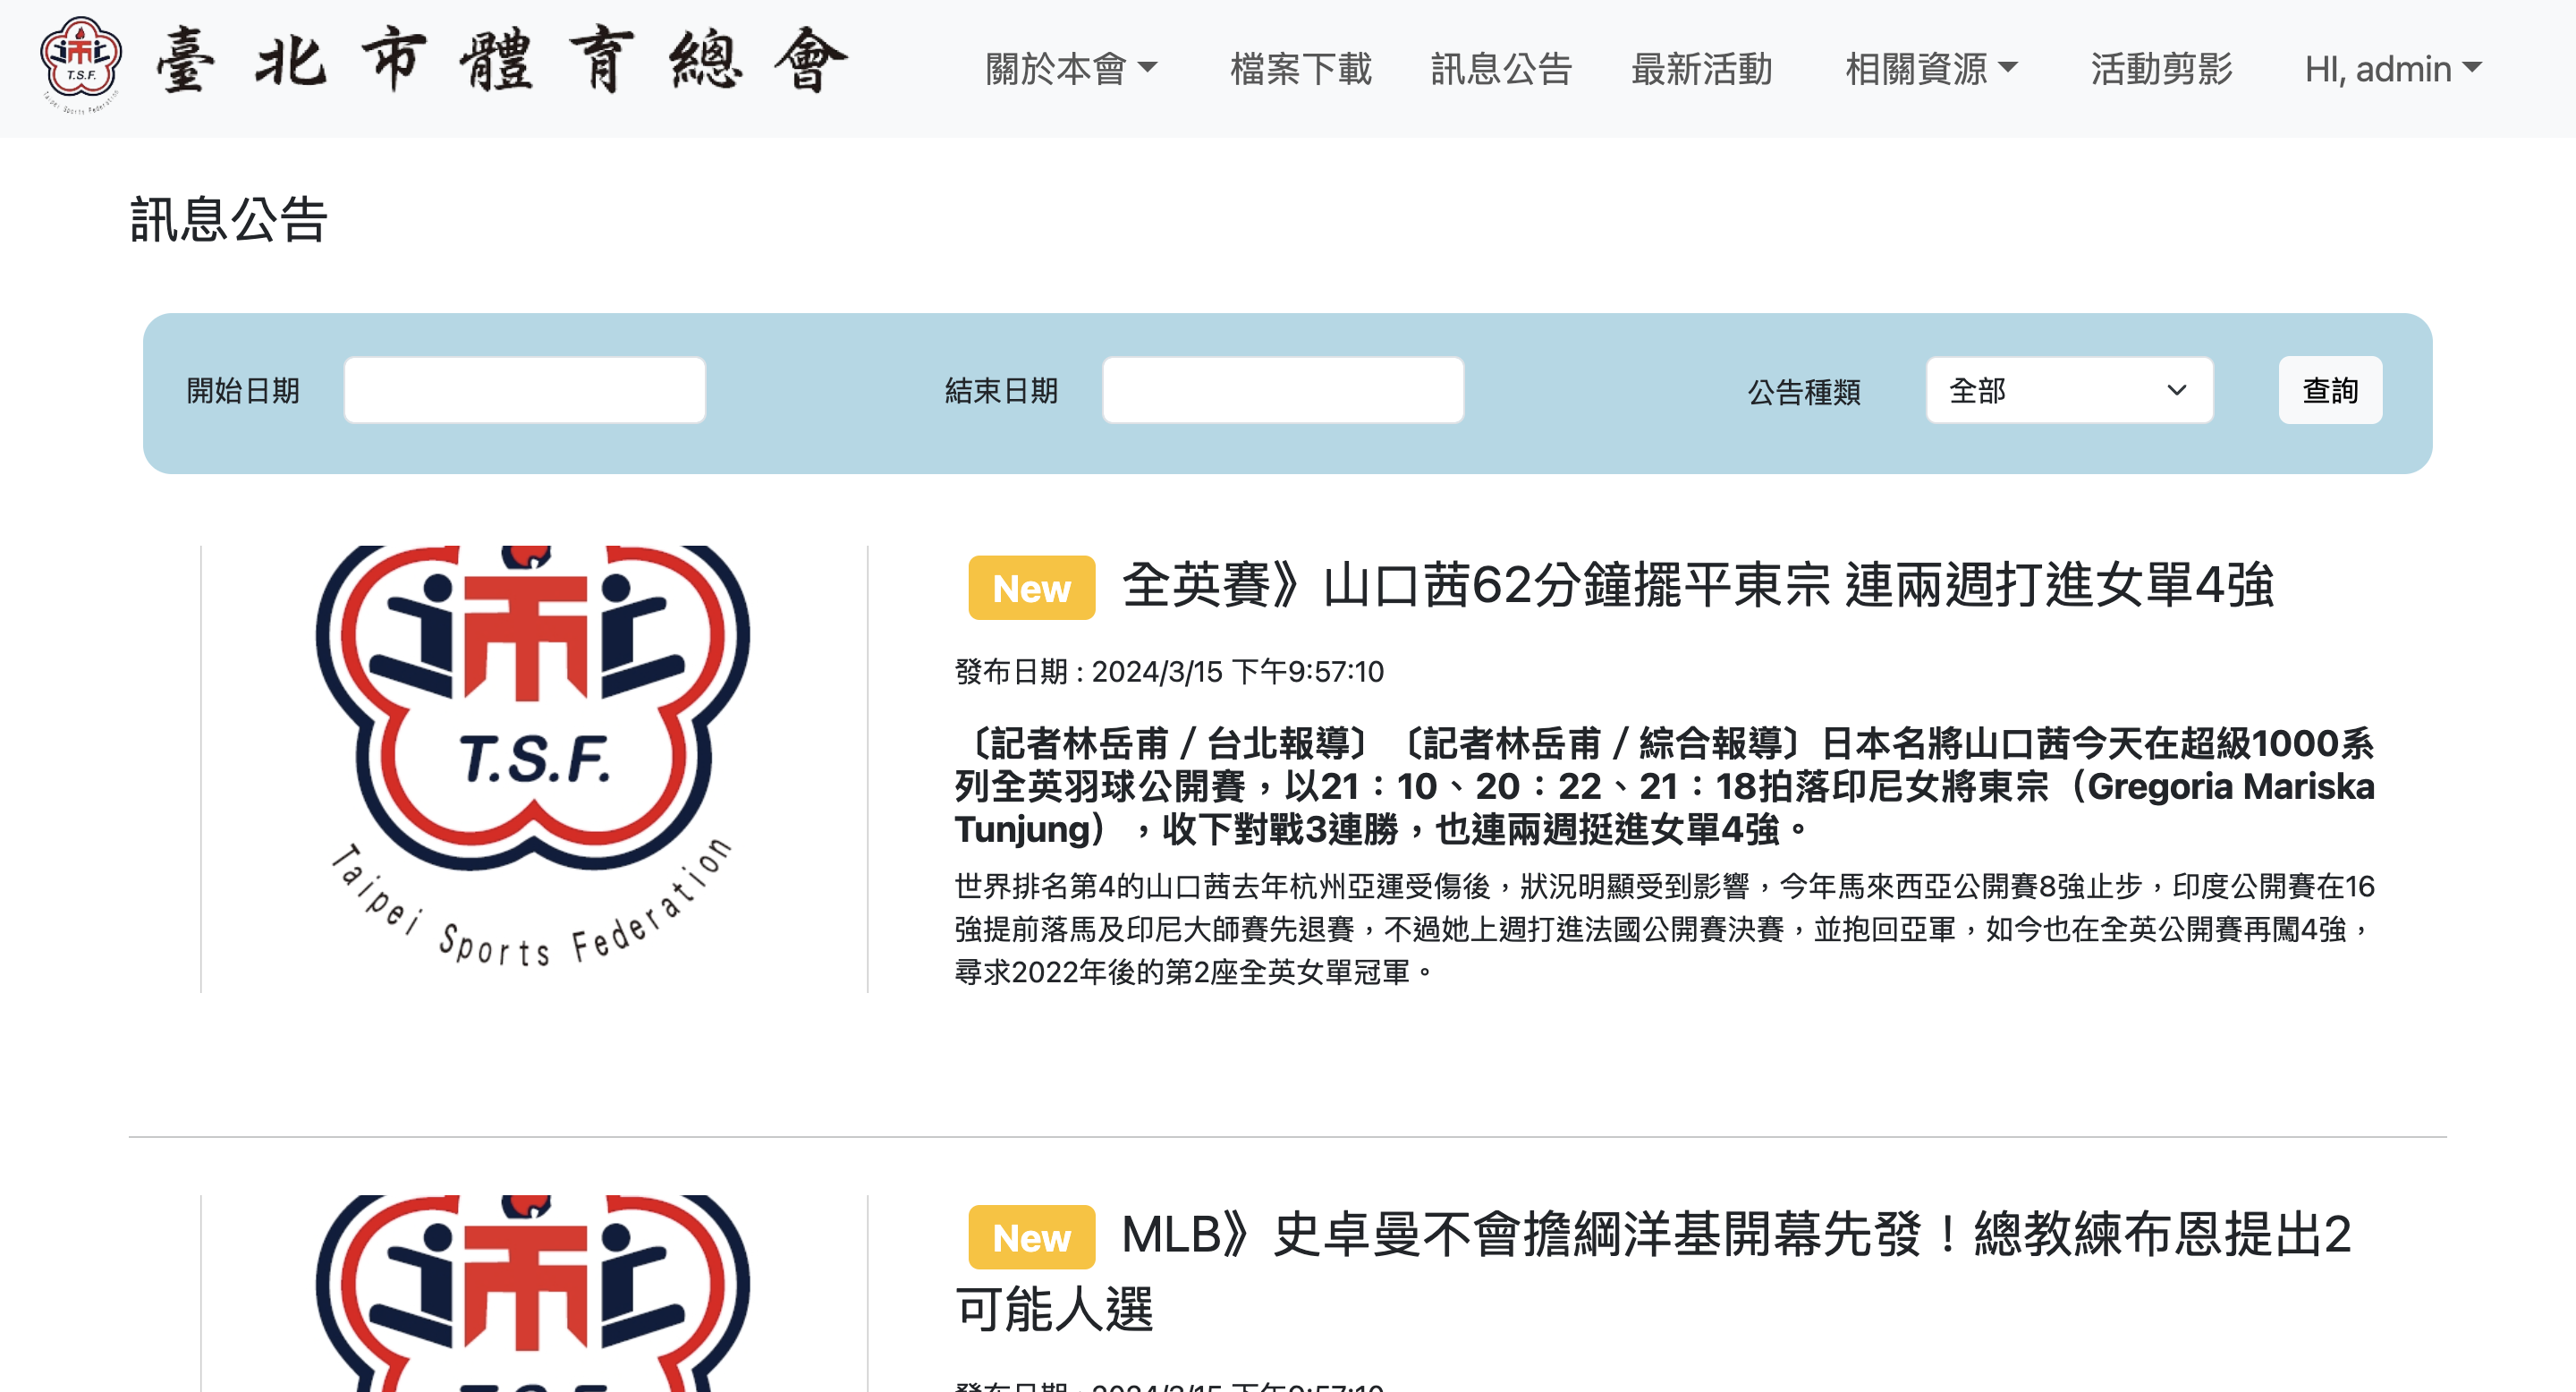 T.S.F.
Taipei Sports Federation
臺北市體育總會
關於本會 檔案下載 訊息公告 最新活動 相關資源 活動剪影 HI, admin
訊息公告
開始日期 結束日期 公告種類 全部 查詢
T.S.F.
Taipei Sports Federation
New 全英賽》山口茜62分鐘擺平東宗 連兩週打進女單4強
發布日期 : 2024/3/15 下午9:57:10
〔記者林岳甫／台北報導〕〔記者林岳甫／綜合報導〕日本名將山口茜今天在超級1000系
列全英羽球公開賽，以21：10、20：22、21：18拍落印尼女將東宗（Gregoria Mariska
Tunjung），收下對戰3連勝，也連兩週挺進女單4強。
世界排名第4的山口茜去年杭州亞運受傷後，狀況明顯受到影響，今年馬來西亞公開賽8強止步，印度公開賽在16
強提前落馬及印尼大師賽先退賽，不過她上週打進法國公開賽決賽，並抱回亞軍，如今也在全英公開賽再闖4強，
尋求2022年後的第2座全英女單冠軍。
New MLB》史卓曼不會擔綱洋基開幕先發！總教練布恩提出2
可能人選
發布日期 : 2024/3/15 下午9:57:10